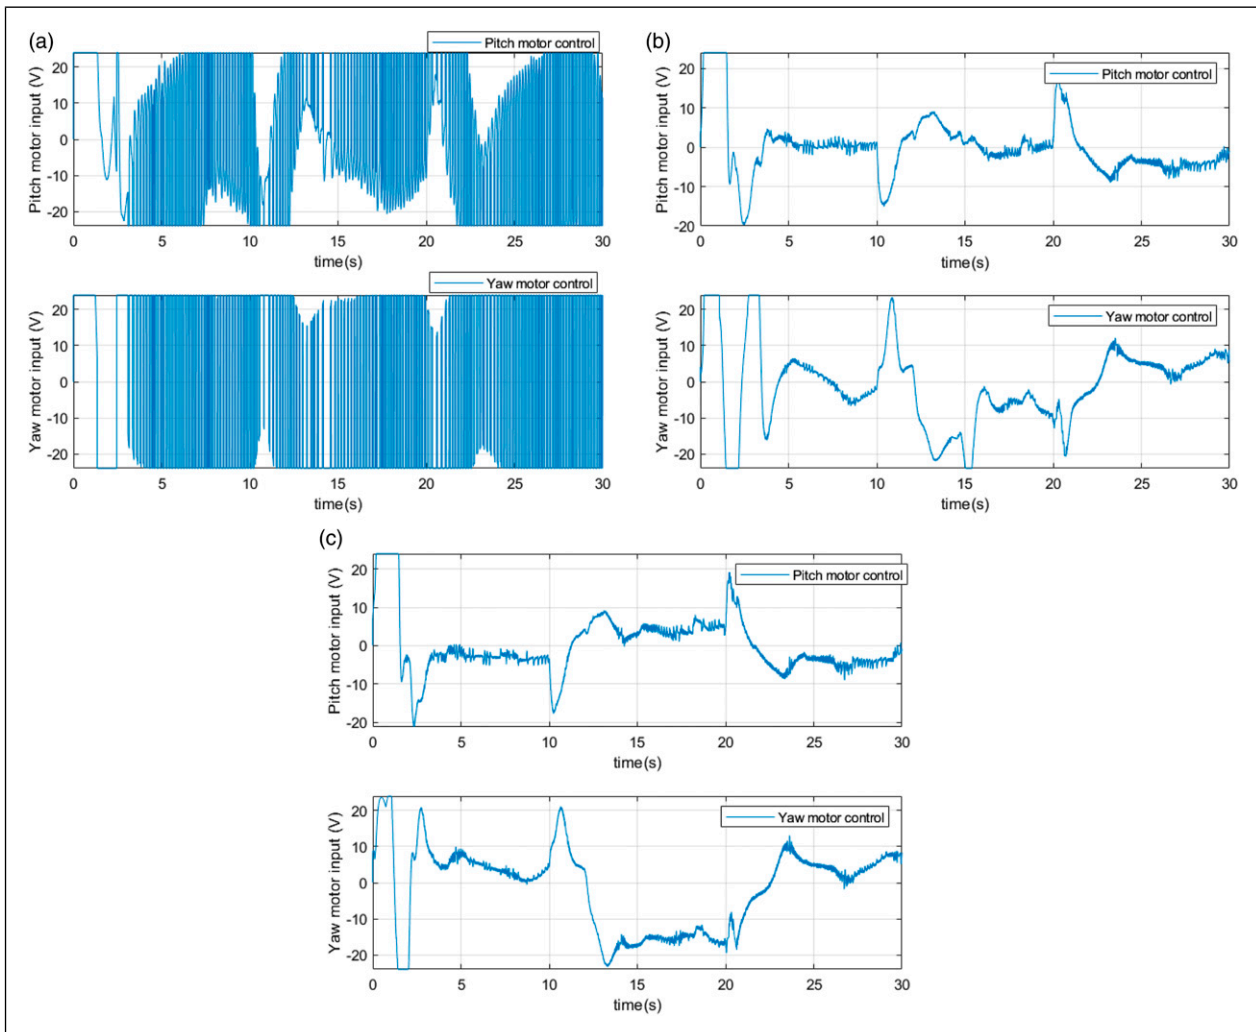 (a)
Pitch motor control
Pitch motor input (V)
20
10
0
-10
-20
0 5 10 15 20 25 30
time(s)
Yaw motor control
Yaw motor input (V)
20
10
0
-10
-20
0 5 10 15 20 25 30
time(s)
(b)
Pitch motor control
Pitch motor input (V)
20
10
0
-10
-20
0 5 10 15 20 25 30
time(s)
Yaw motor control
Yaw motor input (V)
20
10
0
-10
-20
0 5 10 15 20 25 30
time(s)
(c)
Pitch motor control
Pitch motor input (V)
20
10
0
-10
-20
0 5 10 15 20 25 30
time(s)
Yaw motor control
Yaw motor input (V)
20
10
0
-10
-20
0 5 10 15 20 25 30
time(s)